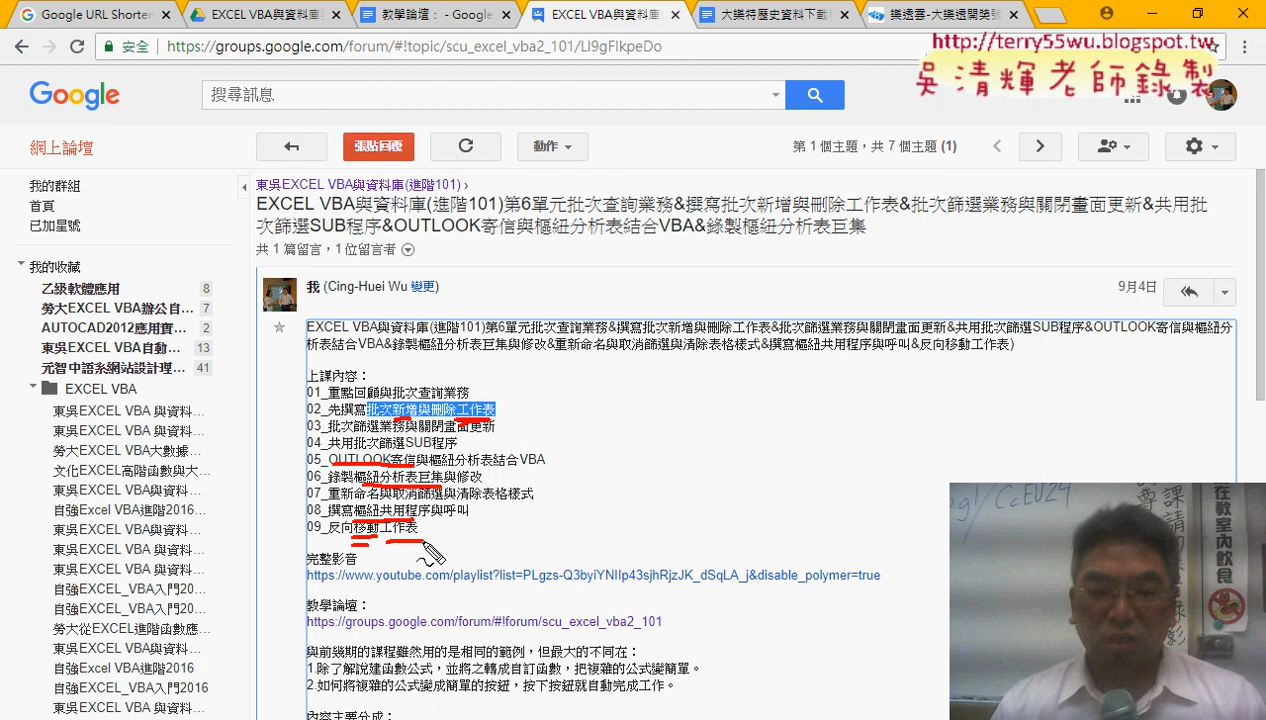 Google URL Shorten
EXCEL VBA與資料庫
教學論壇： - Google
EXCEL VBA與資料庫
大樂特歷史資料下載
樂透雲-大樂透開獎號
安全
https://groups.google.com/forum/#!topic/scu_excel_vba2_101/LI9gFIkpeDo
http://terry55wu.blogspot.tw
吳清輝老師錄製
Google
搜尋訊息
網上論壇
張貼回覆
動作
第 1 個主題，共 7 個主題 (1)
我的群組
首頁
已加星號
我的收藏
乙級軟體應用 8
勞大EXCEL VBA辦公自... 7
AUTOCAD2012應用實... 2
東吳EXCEL VBA自動... 13
元智中語系網站設計理... 41
EXCEL VBA
東吳EXCEL VBA 與資料...
東吳EXCEL VBA 與資料...
勞大EXCEL VBA大數據...
文化EXCEL高階函數與大...
東吳EXCEL VBA與資料...
自強Excel VBA進階2016...
東吳EXCEL VBA與資料...
東吳EXCEL VBA與資料...
東吳EXCEL VBA與資料...
自強EXCEL_VBA入門20...
自強EXCEL_VBA入門20...
勞大從EXCEL進階函數應...
東吳EXCEL VBA與資料...
自強Excel VBA進階2016
自強EXCEL_VBA入門2016
東吳EXCEL VBA與資料...
東吳EXCEL VBA與資料庫(進階101) ›
EXCEL VBA與資料庫(進階101)第6單元批次查詢業務&撰寫批次新增與刪除工作表&批次篩選業務與關閉畫面更新&共用批
次篩選SUB程序&OUTLOOK寄信與樞紐分析表結合VBA&錄製樞紐分析表巨集
共 1 篇留言，1 位留言者
我 (Cing-Huei Wu 變更)
9月4日
EXCEL VBA與資料庫(進階101)第6單元批次查詢業務&撰寫批次新增與刪除工作表&批次篩選業務與關閉畫面更新&共用批次篩選SUB程序&OUTLOOK寄信與樞紐分
析表結合VBA&錄製樞紐分析表巨集與修改&重新命名與取消篩選與清除表格樣式&撰寫樞紐共用程序與呼叫&反向移動工作表)
上課內容：
01_重點回顧與批次查詢業務
02_先撰寫批次新增與刪除工作表
03_批次篩選業務與關閉畫面更新
04_共用批次篩選SUB程序
05_OUTLOOK寄信與樞紐分析表結合VBA
06_錄製樞紐分析表巨集與修改
07_重新命名與取消篩選與清除表格樣式
08_撰寫樞紐共用程序與呼叫
09_反向移動工作表
完整影音
https://www.youtube.com/playlist?list=PLgzs-Q3byiYNIIp43sjhRjzJK_dSqLA_j&disable_polymer=true
教學論壇：
https://groups.google.com/forum/#!forum/scu_excel_vba2_101
與前幾期的課程雖然用的是相同的範例，但最大的不同在：
1.除了解說建函數公式，並將之轉成自訂函數，把複雜的公式變簡單。
2.如何將複雜的公式變成簡單的按鈕，按下按鈕就自動完成工作。
內容主要分成：
在教室內飲食